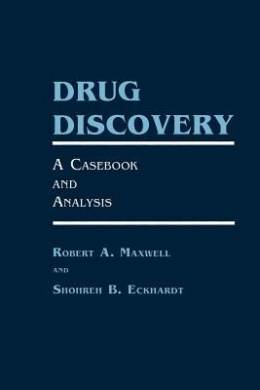 DRUG
DISCOVERY
A CASEBOOK
AND
ANALYSIS
ROBERT A. MAXWELL
AND
SHOHREH B. ECKHARDT